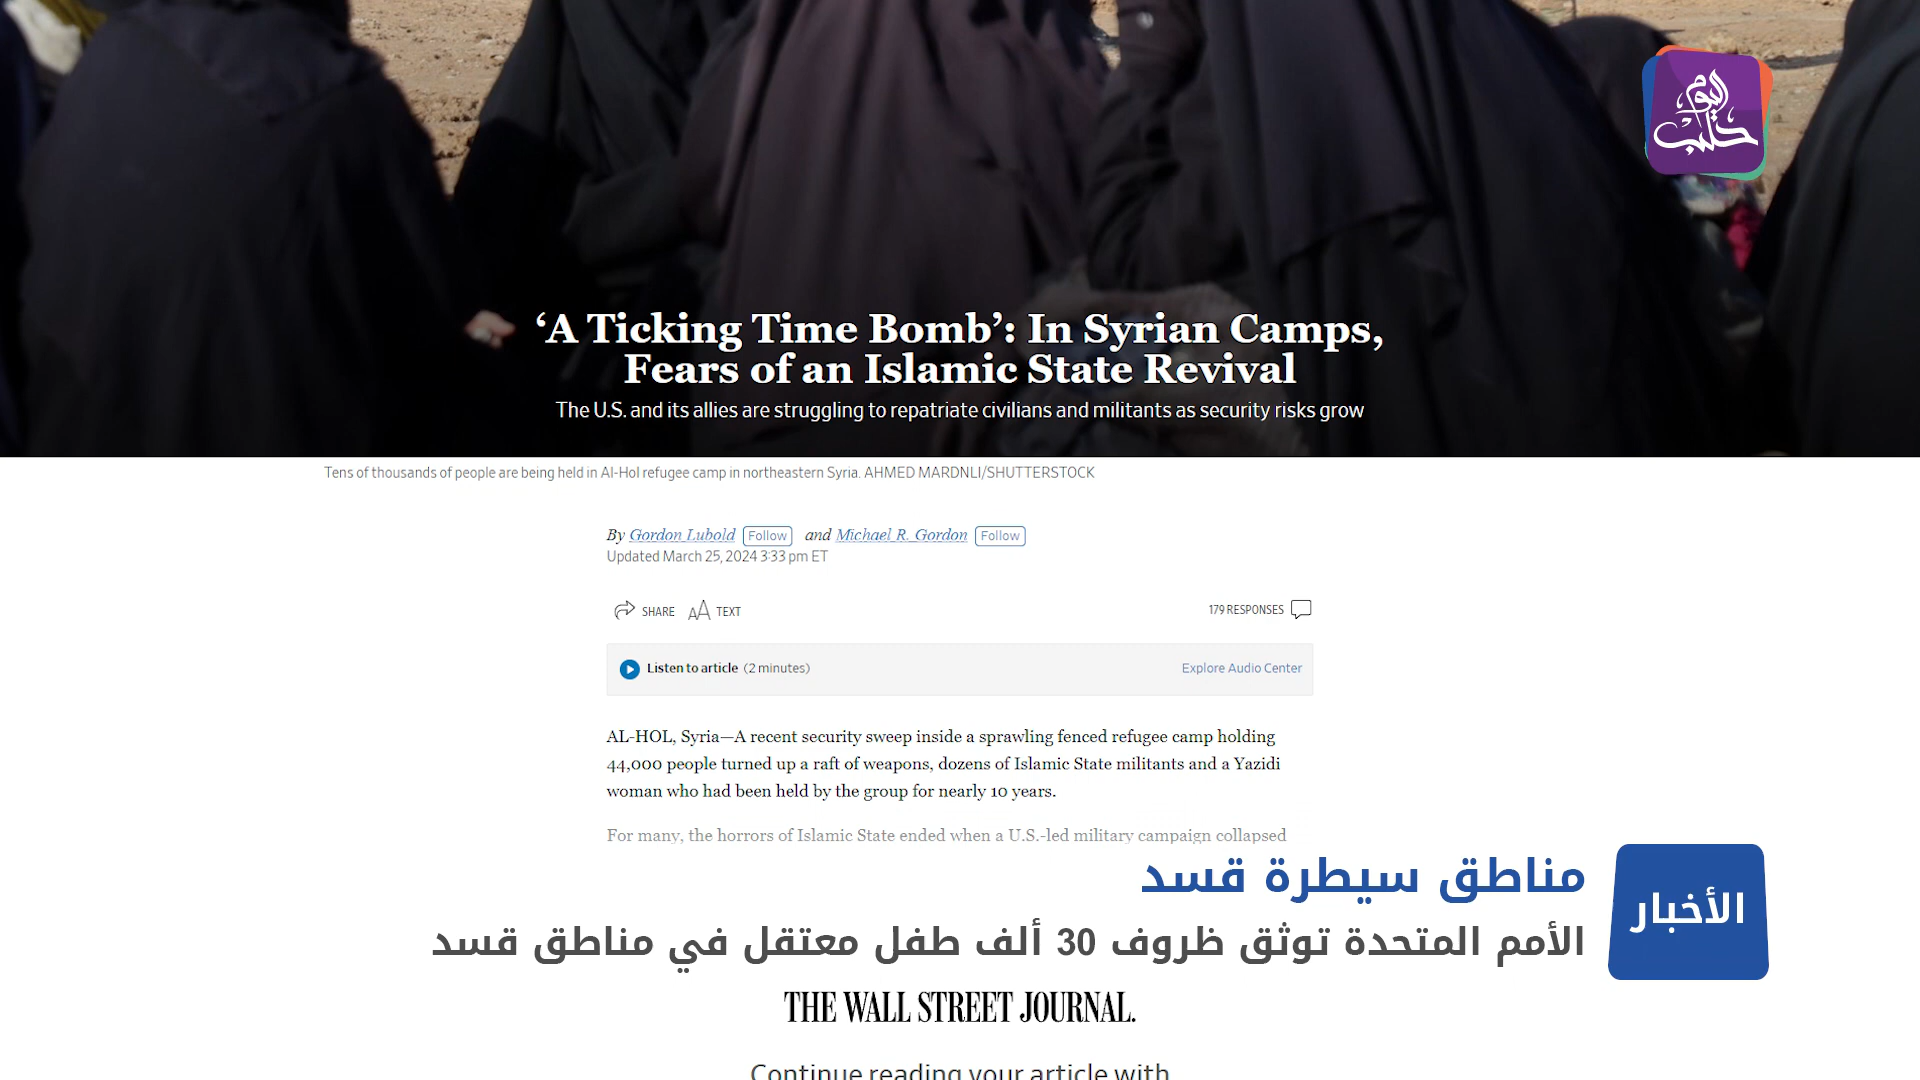 حلب اليوم
‘A Ticking Time Bomb’: In Syrian Camps,
Fears of an Islamic State Revival
The U.S. and its allies are struggling to repatriate civilians and militants as security risks grow
Tens of thousands of people are being held in Al-Hol refugee camp in northeastern Syria. AHMED MARDNLI/SHUTTERSTOCK
By Gordon Lubold Follow and Michael R. Gordon Follow
Updated March 25, 2024 3:33 pm ET
SHARE AA TEXT 179 RESPONSES
Listen to article (2 minutes) Explore Audio Center
AL-HOL, Syria—A recent security sweep inside a sprawling fenced refugee camp holding
44,000 people turned up a raft of weapons, dozens of Islamic State militants and a Yazidi
woman who had been held by the group for nearly 10 years.
For many, the horrors of Islamic State ended when a U.S.-led military campaign collapsed
الأخبار
مناطق سيطرة قسد
الأمم المتحدة توثق ظروف 30 ألف طفل معتقل في مناطق قسد
THE WALL STREET JOURNAL.
Continue reading your article with